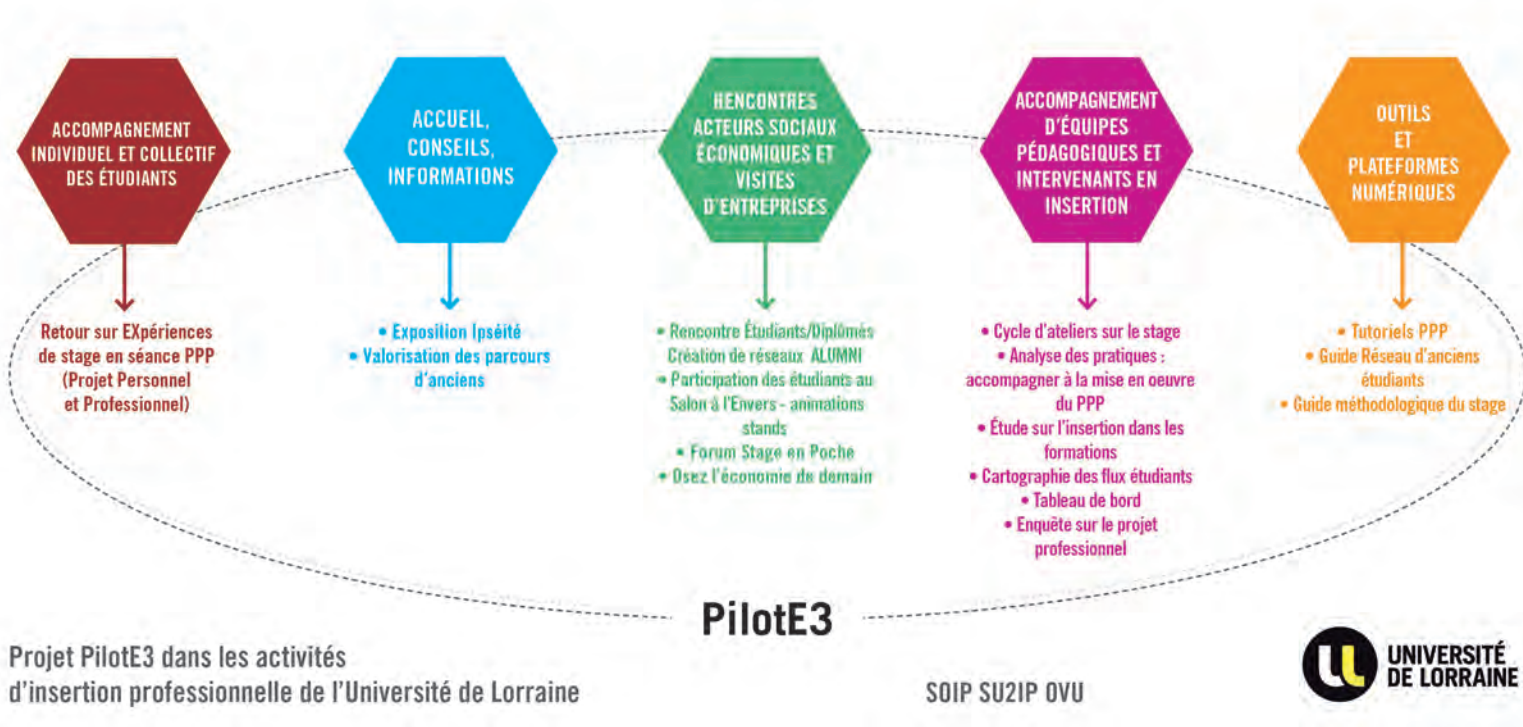 ACCOMPAGNEMENT
INDIVIDUEL ET COLLECTIF
DES ÉTUDIANTS
Retour sur EXpériences
de stage en séance PPP
(Projet Personnel
et Professionnel)
ACCUEIL,
CONSEILS,
INFORMATIONS
• Exposition Ipséité
• Valorisation des parcours
d'anciens
RENCONTRES
ACTEURS SOCIAUX
ÉCONOMIQUES ET
VISITES
D'ENTREPRISES
• Rencontre Étudiants/Diplômés
Création de réseaux ALUMNI
• Participation des étudiants au
Salon à l'Envers - animations
stands
• Forum Stage en Poche
• Osez l'économie de demain
ACCOMPAGNEMENT
D'ÉQUIPES
PÉDAGOGIQUES ET
INTERVENANTS EN
INSERTION
• Cycle d'ateliers sur le stage
• Analyse des pratiques :
accompagner à la mise en oeuvre
du PPP
• Étude sur l'insertion dans les
formations
• Cartographie des flux étudiants
• Tableau de bord
• Enquête sur le projet
professionnel
OUTILS
ET
PLATEFORMES
NUMÉRIQUES
• Tutoriels PPP
• Guide Réseau d'anciens
étudiants
• Guide méthodologique du stage
PilotE3
Projet PilotE3 dans les activités
d'insertion professionnelle de l'Université de Lorraine
SOIP SU2IP OVU
UNIVERSITÉ
DE LORRAINE